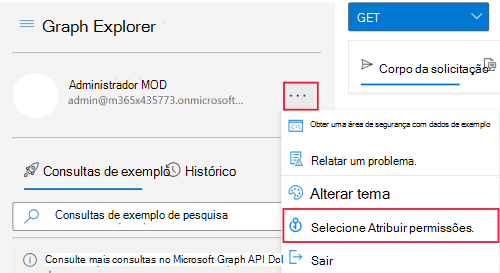 Graph Explorer
GET
Administrador MOD
admin@m365x435773.onmicrosoft...
...
Corpo da solicitação
Obter uma área de segurança com dados de exemplo
Relatar um problema.
Consultas de exemplo
Histórico
Alterar tema
Consultas de exemplo de pesquisa
Selecione Atribuir permissões.
Consulte mais consultas no Microsoft Graph API Dol
Sair